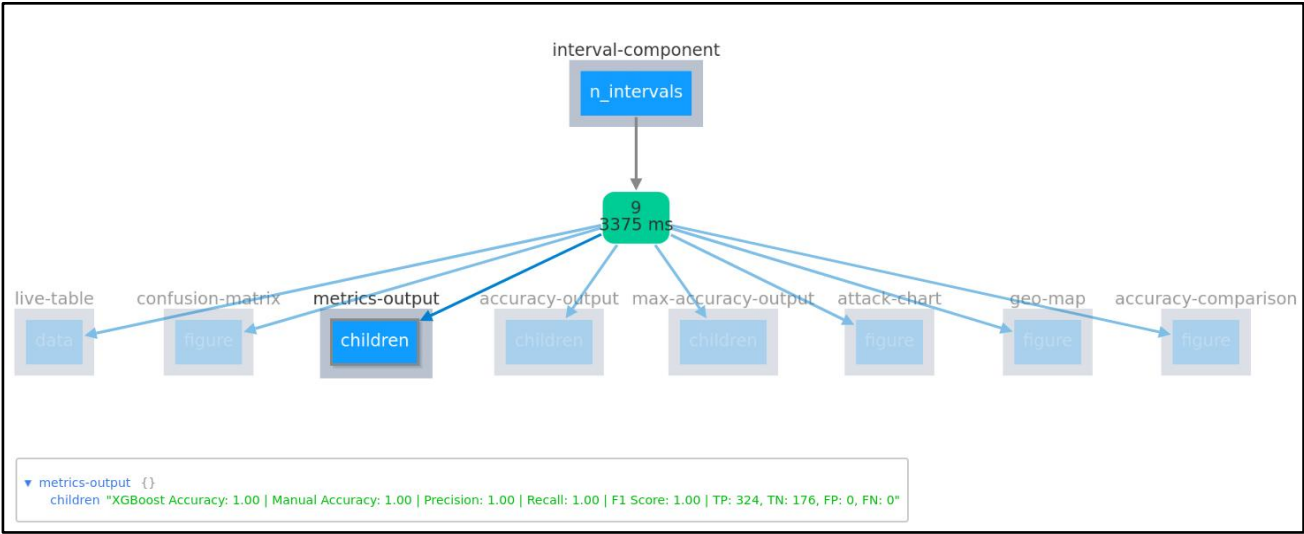 interval-component
n_intervals
9
3375 ms
live-table
confusion-matrix
metrics-output
accuracy-output
max-accuracy-output
attack-chart
geo-map
accuracy-comparison
data
figure
children
children
children
figure
figure
figure
▼ metrics-output {}
children "XGBoost Accuracy: 1.00 | Manual Accuracy: 1.00 | Precision: 1.00 | Recall: 1.00 | F1 Score: 1.00 | TP: 324, TN: 176, FP: 0, FN: 0"